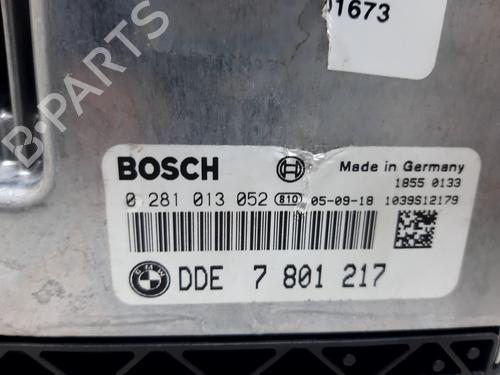 01673
BOSCH
Made in Germany
1855 0133
0 281 013 052 810 05-09-18 1039S12179
BMW DDE 7 801 217
B-PARTS